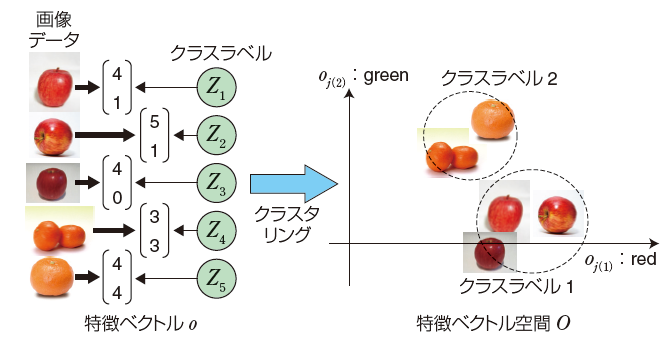 画像
データ
クラスラベル
4
1
Z1
5
1
Z2
4
0
Z3
3
3
Z4
4
4
Z5
特徴ベクトル o
クラスタ
リング
oj(2)：green
クラスラベル 2
oj(1)：red
クラスラベル 1
特徴ベクトル空間 O